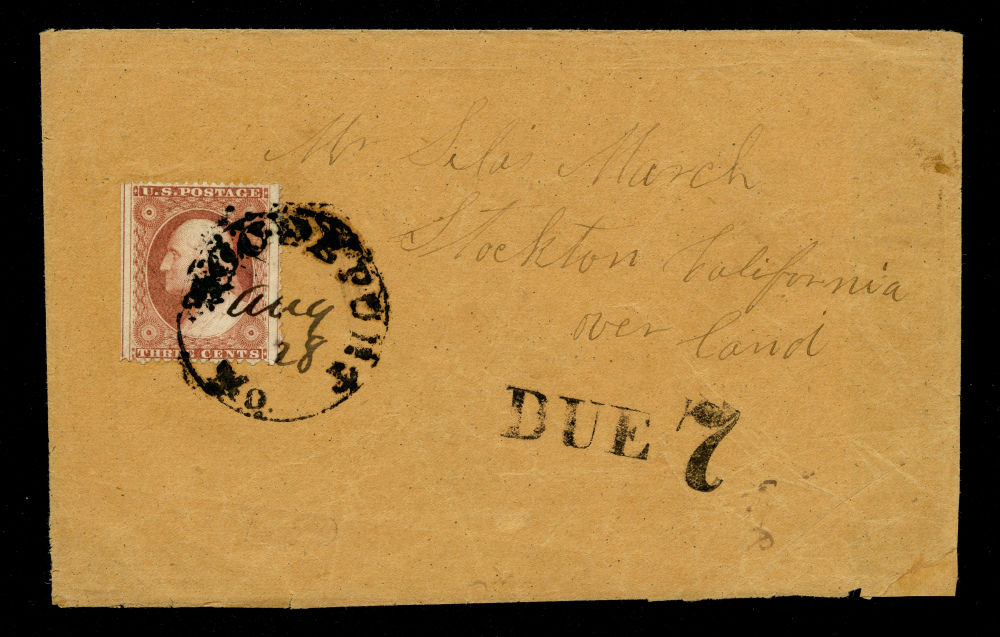 Mr Silas March
Stockton California
over land
U.S. POSTAGE
THREE CENTS
Aug
28
O.
DUE 7